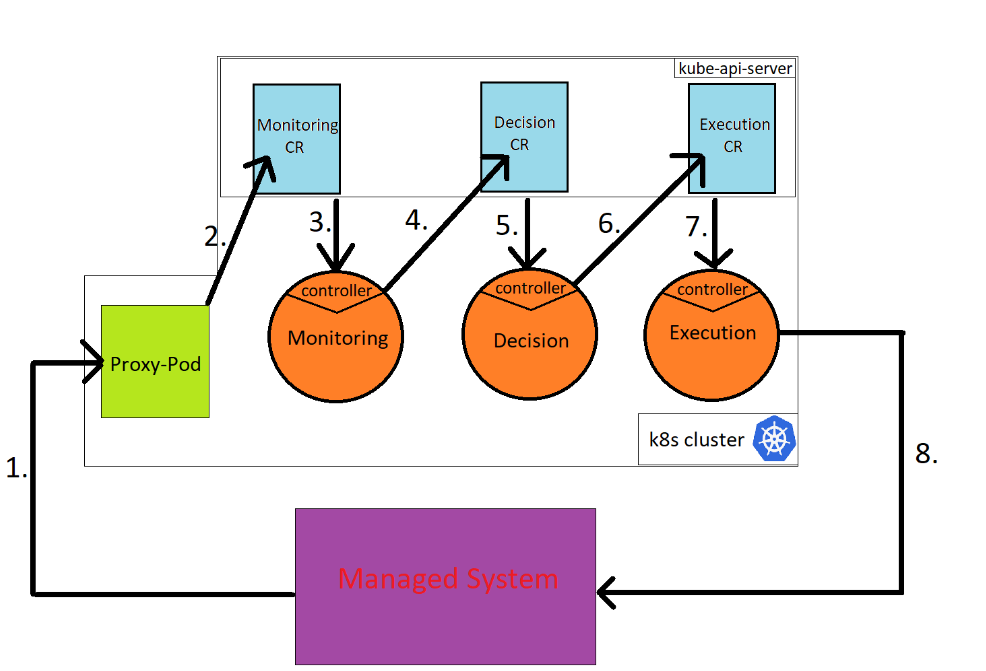 kube-api-server
Monitoring
CR
Decision
CR
Execution
CR
2.
3.
4.
5.
6.
7.
controller
Monitoring
controller
Decision
controller
Execution
Proxy-Pod
k8s cluster
1.
8.
Managed System